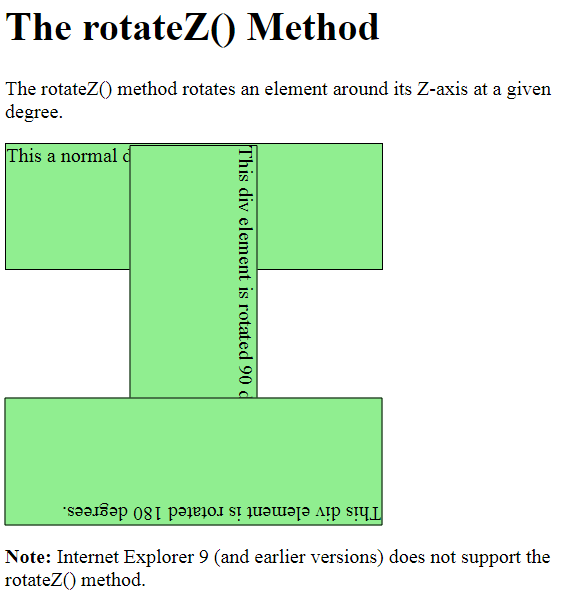 The rotateZ() Method
The rotateZ() method rotates an element around its Z-axis at a given
degree.
This a normal
This div element is rotated 90
This div element is rotated 180 degrees.
Note: Internet Explorer 9 (and earlier versions) does not support the
rotateZ() method.